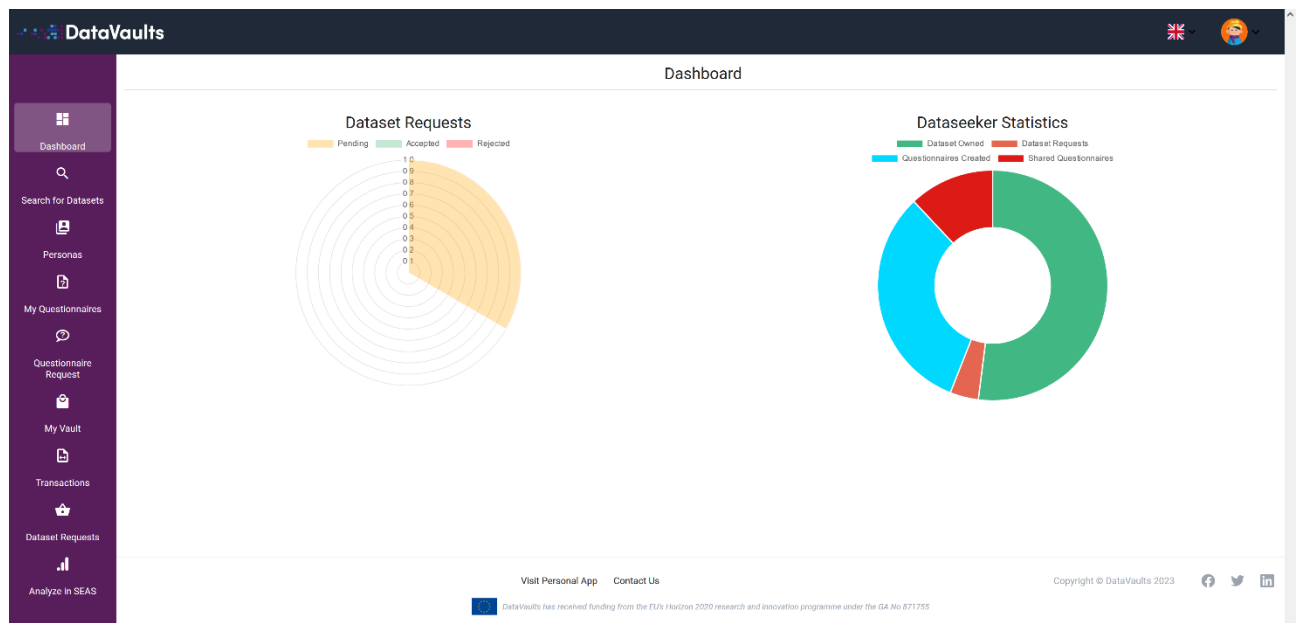 DataVaults
Dashboard
Dashboard
Search for Datasets
Personas
My Questionnaires
Questionnaire
Request
My Vault
Transactions
Dataset Requests
Analyze in SEAS
Dataset Requests
Pending Accepted Rejected
1.0
0.9
0.8
0.7
0.6
0.5
0.4
0.3
0.2
0.1
Dataseeker Statistics
Dataset Owned Dataset Requests
Questionnaires Created Shared Questionnaires
Visit Personal App Contact Us
Copyright © DataVaults 2023
DataVaults has received funding from the EU's Horizon 2020 research and innovation programme under the GA No 871755